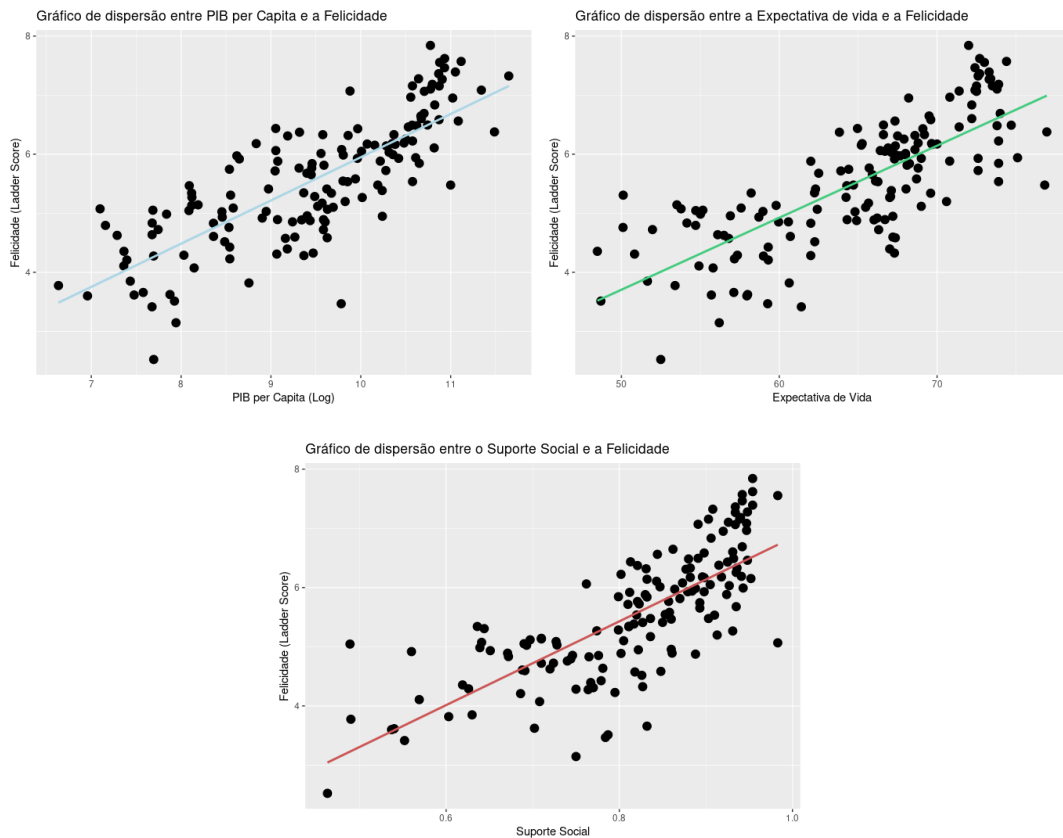 Gráfico de dispersão entre PIB per Capita e a Felicidade
8
6
4
Felicidade (Ladder Score)
7
8
9
10
11
PIB per Capita (Log)
Gráfico de dispersão entre a Expectativa de vida e a Felicidade
8
6
4
Felicidade (Ladder Score)
50
60
70
Expectativa de Vida
Gráfico de dispersão entre o Suporte Social e a Felicidade
8
6
4
Felicidade (Ladder Score)
0.6
0.8
1.0
Suporte Social